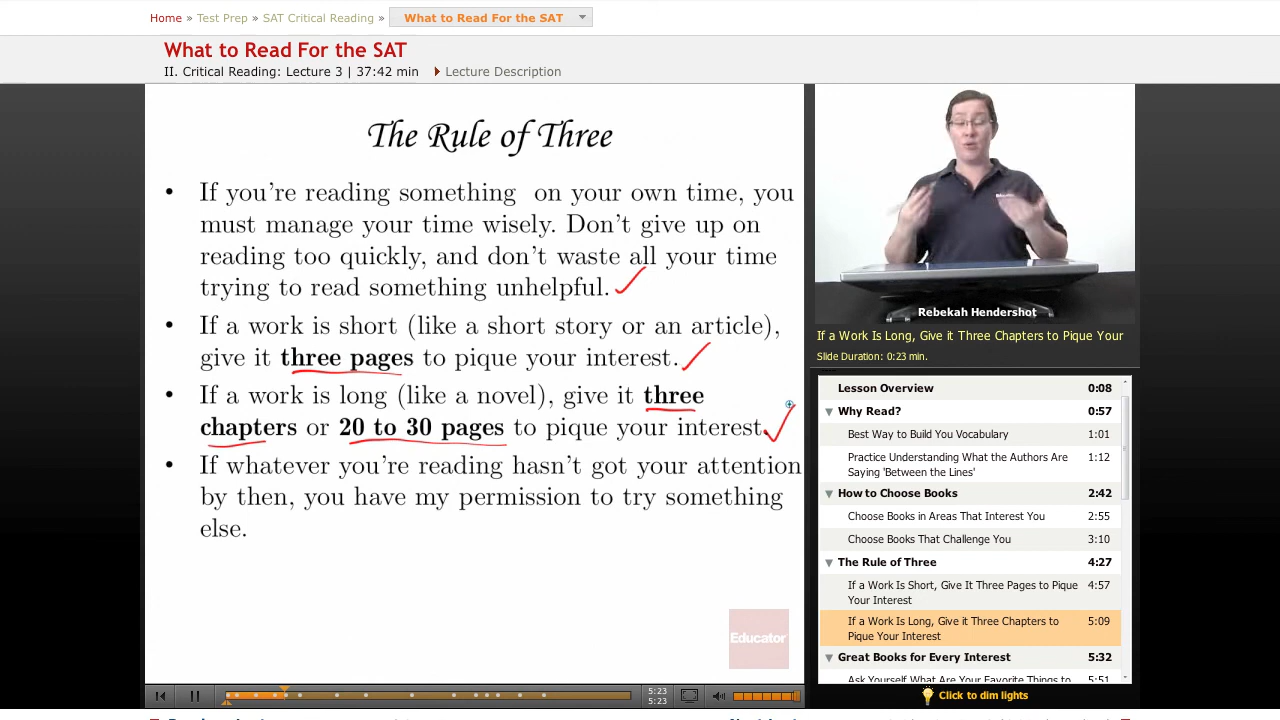 Home » Test Prep » SAT Critical Reading » What to Read For the SAT
What to Read For the SAT
II. Critical Reading: Lecture 3 | 37:42 min Lecture Description
The Rule of Three
• If you're reading something on your own time, you
must manage your time wisely. Don't give up on
reading too quickly, and don't waste all your time
trying to read something unhelpful.
• If a work is short (like a short story or an article),
give it three pages to pique your interest.
• If a work is long (like a novel), give it three
chapters or 20 to 30 pages to pique your interest.
• If whatever you're reading hasn't got your attention
by then, you have my permission to try something
else.
Educator
5:23
5:23
Rebekah Hendershot
If a Work Is Long, Give it Three Chapters to Pique Your
Slide Duration: 0:23 min.
Lesson Overview 0:08
Why Read? 0:57
Best Way to Build You Vocabulary 1:01
Practice Understanding What the Authors Are 1:12
Saying 'Between the Lines'
How to Choose Books 2:42
Choose Books in Areas That Interest You 2:55
Choose Books That Challenge You 3:10
The Rule of Three 4:27
If a Work Is Short, Give It Three Pages to Pique 4:57
Your Interest
If a Work Is Long, Give it Three Chapters to 5:09
Pique Your Interest
Great Books for Every Interest 5:32
Ask Yourself What Are Your Favorite Things to 5:51
Click to dim lights